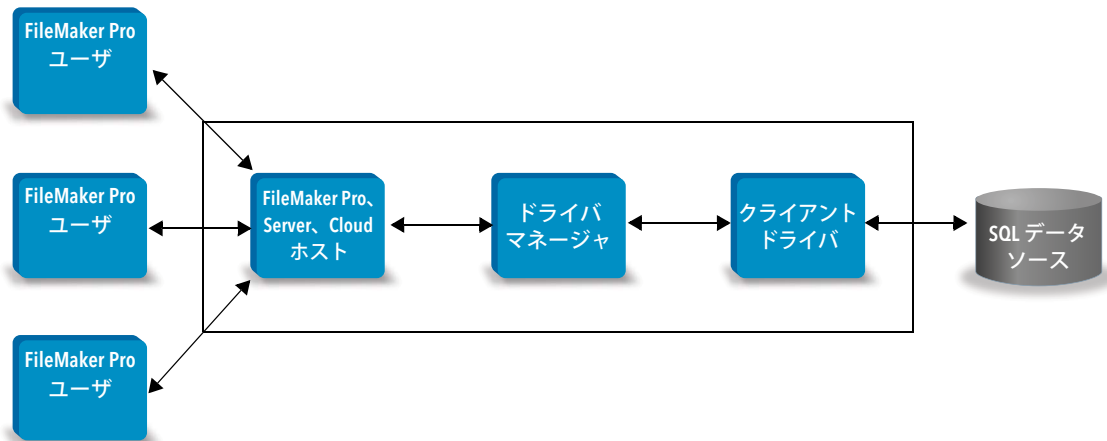 FileMaker Pro
ユーザ
FileMaker Pro
ユーザ
FileMaker Pro、
Server、Cloud
ホスト
ドライバ
マネージャ
クライアント
ドライバ
SQL データ
ソース
FileMaker Pro
ユーザ